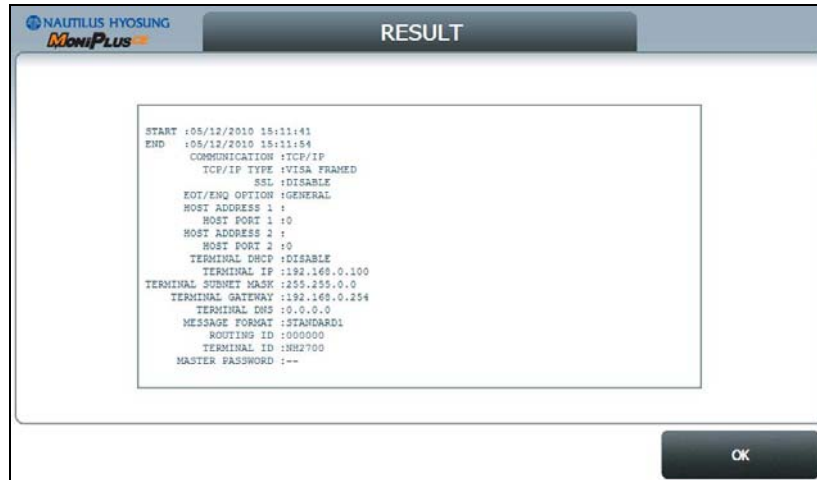 NAUTILUS HYOSUNG
MoniPlus CE
RESULT
START :05/12/2010 15:11:41
END :05/12/2010 15:11:54
COMMUNICATION :TCP/IP
TCP/IP TYPE :VISA FRAMED
SSL :DISABLE
EOT/ENQ OPTION :GENERAL
HOST ADDRESS 1 :
HOST PORT 1 :0
HOST ADDRESS 2 :
HOST PORT 2 :0
TERMINAL DHCP :DISABLE
TERMINAL IP :192.168.0.100
TERMINAL SUBNET MASK :255.255.0.0
TERMINAL GATEWAY :192.168.0.254
TERMINAL DNS :0.0.0.0
MESSAGE FORMAT :STANDARD1
ROUTING ID :000000
TERMINAL ID :NH2700
MASTER PASSWORD :--
OK